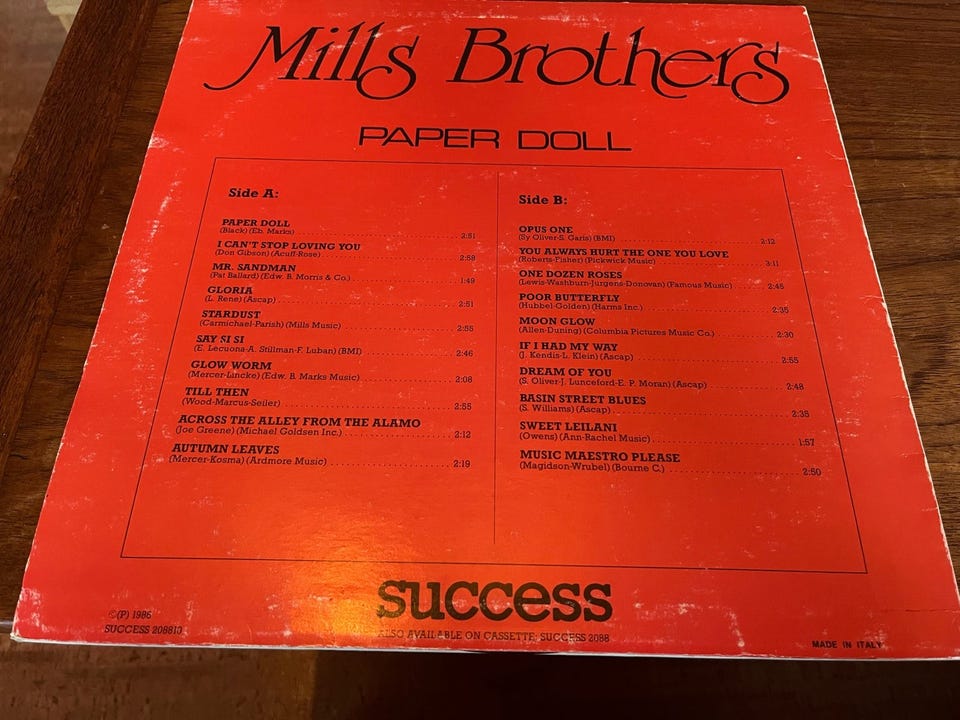 Mills Brothers
PAPER DOLL
Side A:
PAPER DOLL
(Black) (Eb. Marks) 2:51
I CAN'T STOP LOVING YOU
(Don Gibson) (Acuff-Rose) 2:58
MR. SANDMAN
(Pat Ballard) (Edw. B. Morris & Co.) 1:49
GLORIA
(L. Rene) (Ascap) 2:51
STARDUST
(Carmichael-Parish) (Mills Music) 2:55
SAY SI SI
(E. Lecuona-A. Stillman-F. Luban) (BMI) 2:46
GLOW WORM
(Mercer-Lincke) (Edw. B. Marks Music) 2:08
TILL THEN
(Wood-Marcus-Seiler) 2:55
ACROSS THE ALLEY FROM THE ALAMO
(Joe Greene) (Michael Goldsen Inc.) 2:12
AUTUMN LEAVES
(Mercer-Kosma) (Ardmore Music) 2:19
Side B:
OPUS ONE
(Sy Oliver-S. Garis) (BMI) 2:12
YOU ALWAYS HURT THE ONE YOU LOVE
(Roberts-Fisher) (Pickwick Music) 3:11
ONE DOZEN ROSES
(Lewis-Washburn-Jurgens-Donovan) (Famous Music) 2:46
POOR BUTTERFLY
(Hubbel-Golden) (Harms Inc.) 2:35
MOON GLOW
(Allen-Duning) (Columbia Pictures Music Co.) 2:30
IF I HAD MY WAY
(J. Kendis-L. Klein) (Ascap) 2:55
DREAM OF YOU
(S. Oliver-J. Lunceford-E. P. Moran) (Ascap) 2:48
BASIN STREET BLUES
(S. Williams) (Ascap) 2:35
SWEET LEILANI
(Owens) (Ann-Rachel Music) 1:57
MUSIC MAESTRO PLEASE
(Magidson-Wrubel) (Bourne C.) 2:50
success
©(P) 1986
SUCCESS 208810
ALSO AVAILABLE ON CASSETTE: SUCCESS 2088
MADE IN ITALY